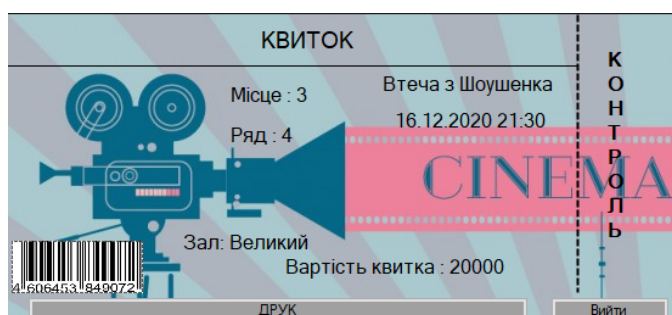 КВИТОК
Місце : 3
Втеча з Шоушенка
16.12.2020 21:30
Ряд : 4
CINEMA
Зал: Великий
Вартість квитка : 20000
4 606453 849072
КОНТРОЛЬ
ДРУК
Вийти